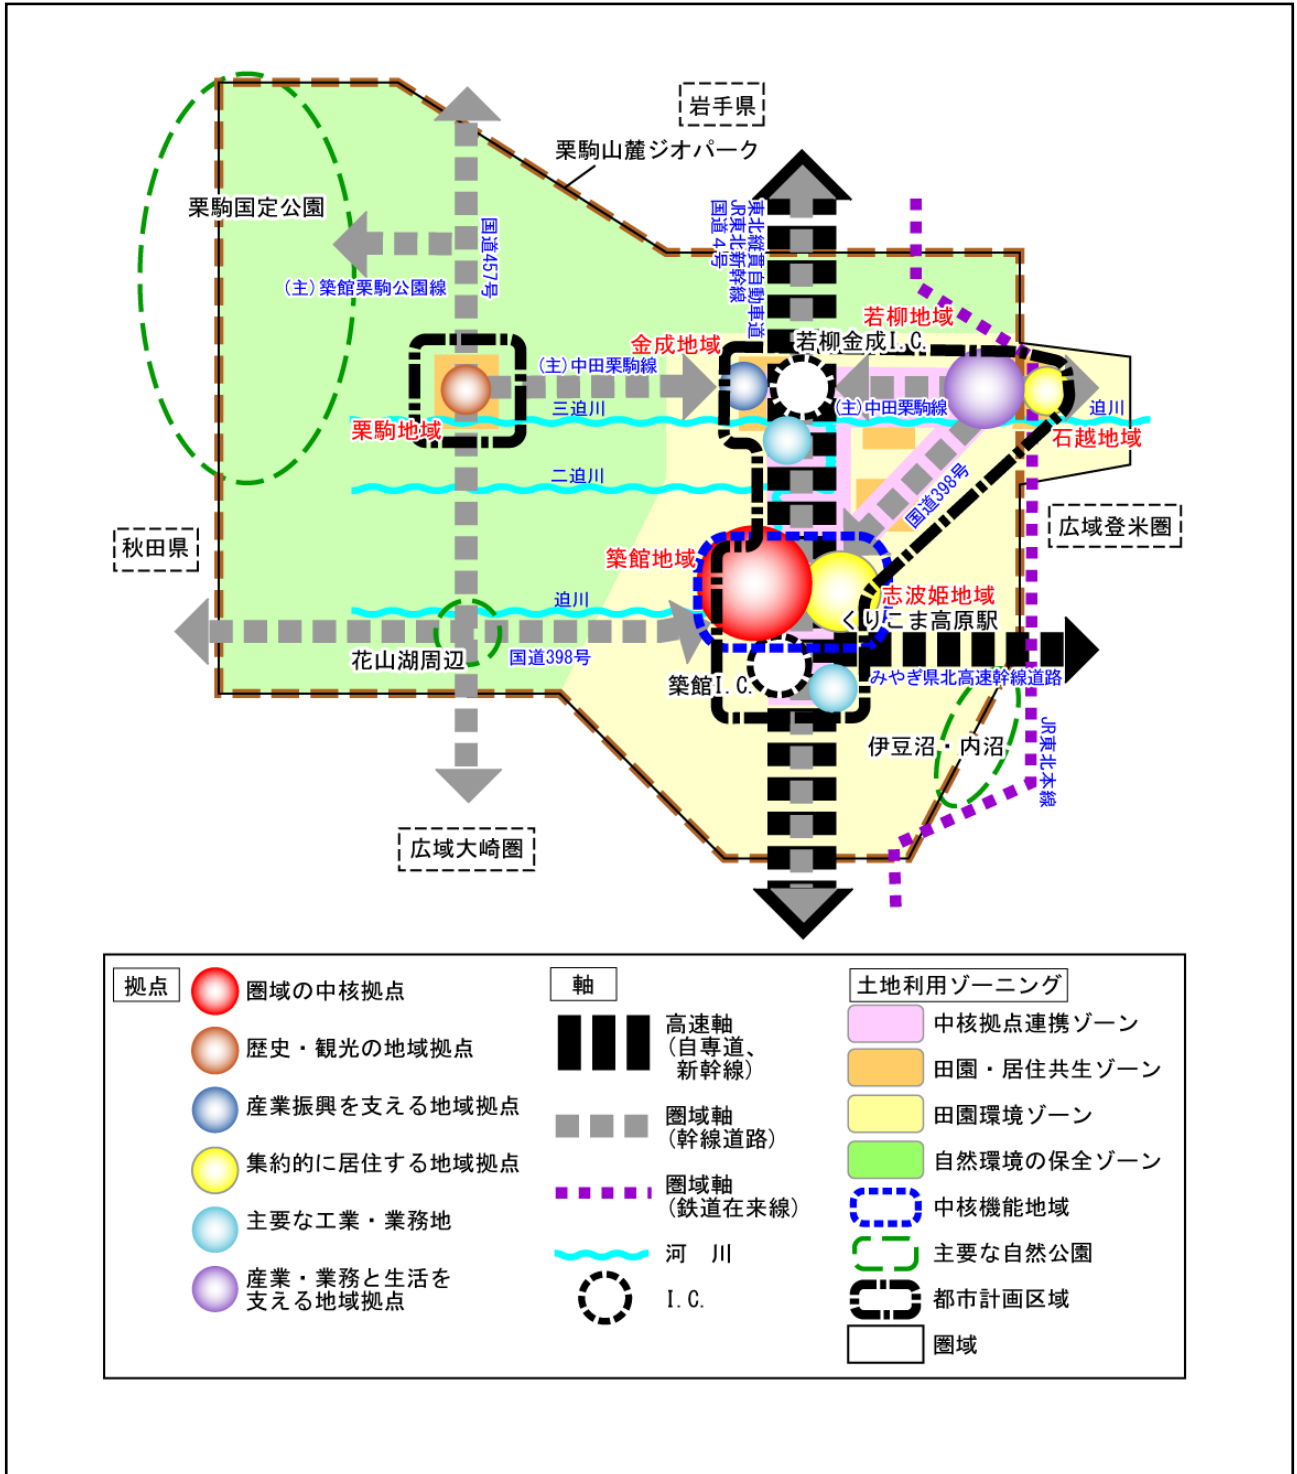 岩手県
栗駒山麓ジオパーク
栗駒国定公園
国道457号
(主)築館栗駒公園線
東北縦貫自動車道
JR東北新幹線
国道4号
若柳地域
金成地域
若柳金成I.C.
(主)中田栗駒線
(主)中田栗駒線
三迫川
迫川
栗駒地域
石越地域
二迫川
国道398号
広域登米圏
秋田県
築館地域
志波姫地域
迫川
くりこま高原駅
花山湖周辺
国道398号
築館I.C.
みやぎ県北高速幹線道路
伊豆沼・内沼
JR東北本線
広域大崎圏
拠点
圏域の中核拠点
歴史・観光の地域拠点
産業振興を支える地域拠点
集約的に居住する地域拠点
主要な工業・業務地
産業・業務と生活を
支える地域拠点
軸
高速軸
(自専道、
新幹線)
圏域軸
(幹線道路)
圏域軸
(鉄道在来線)
河　川
I.C.
土地利用ゾーニング
中核拠点連携ゾーン
田園・居住共生ゾーン
田園環境ゾーン
自然環境の保全ゾーン
中核機能地域
主要な自然公園
都市計画区域
圏域